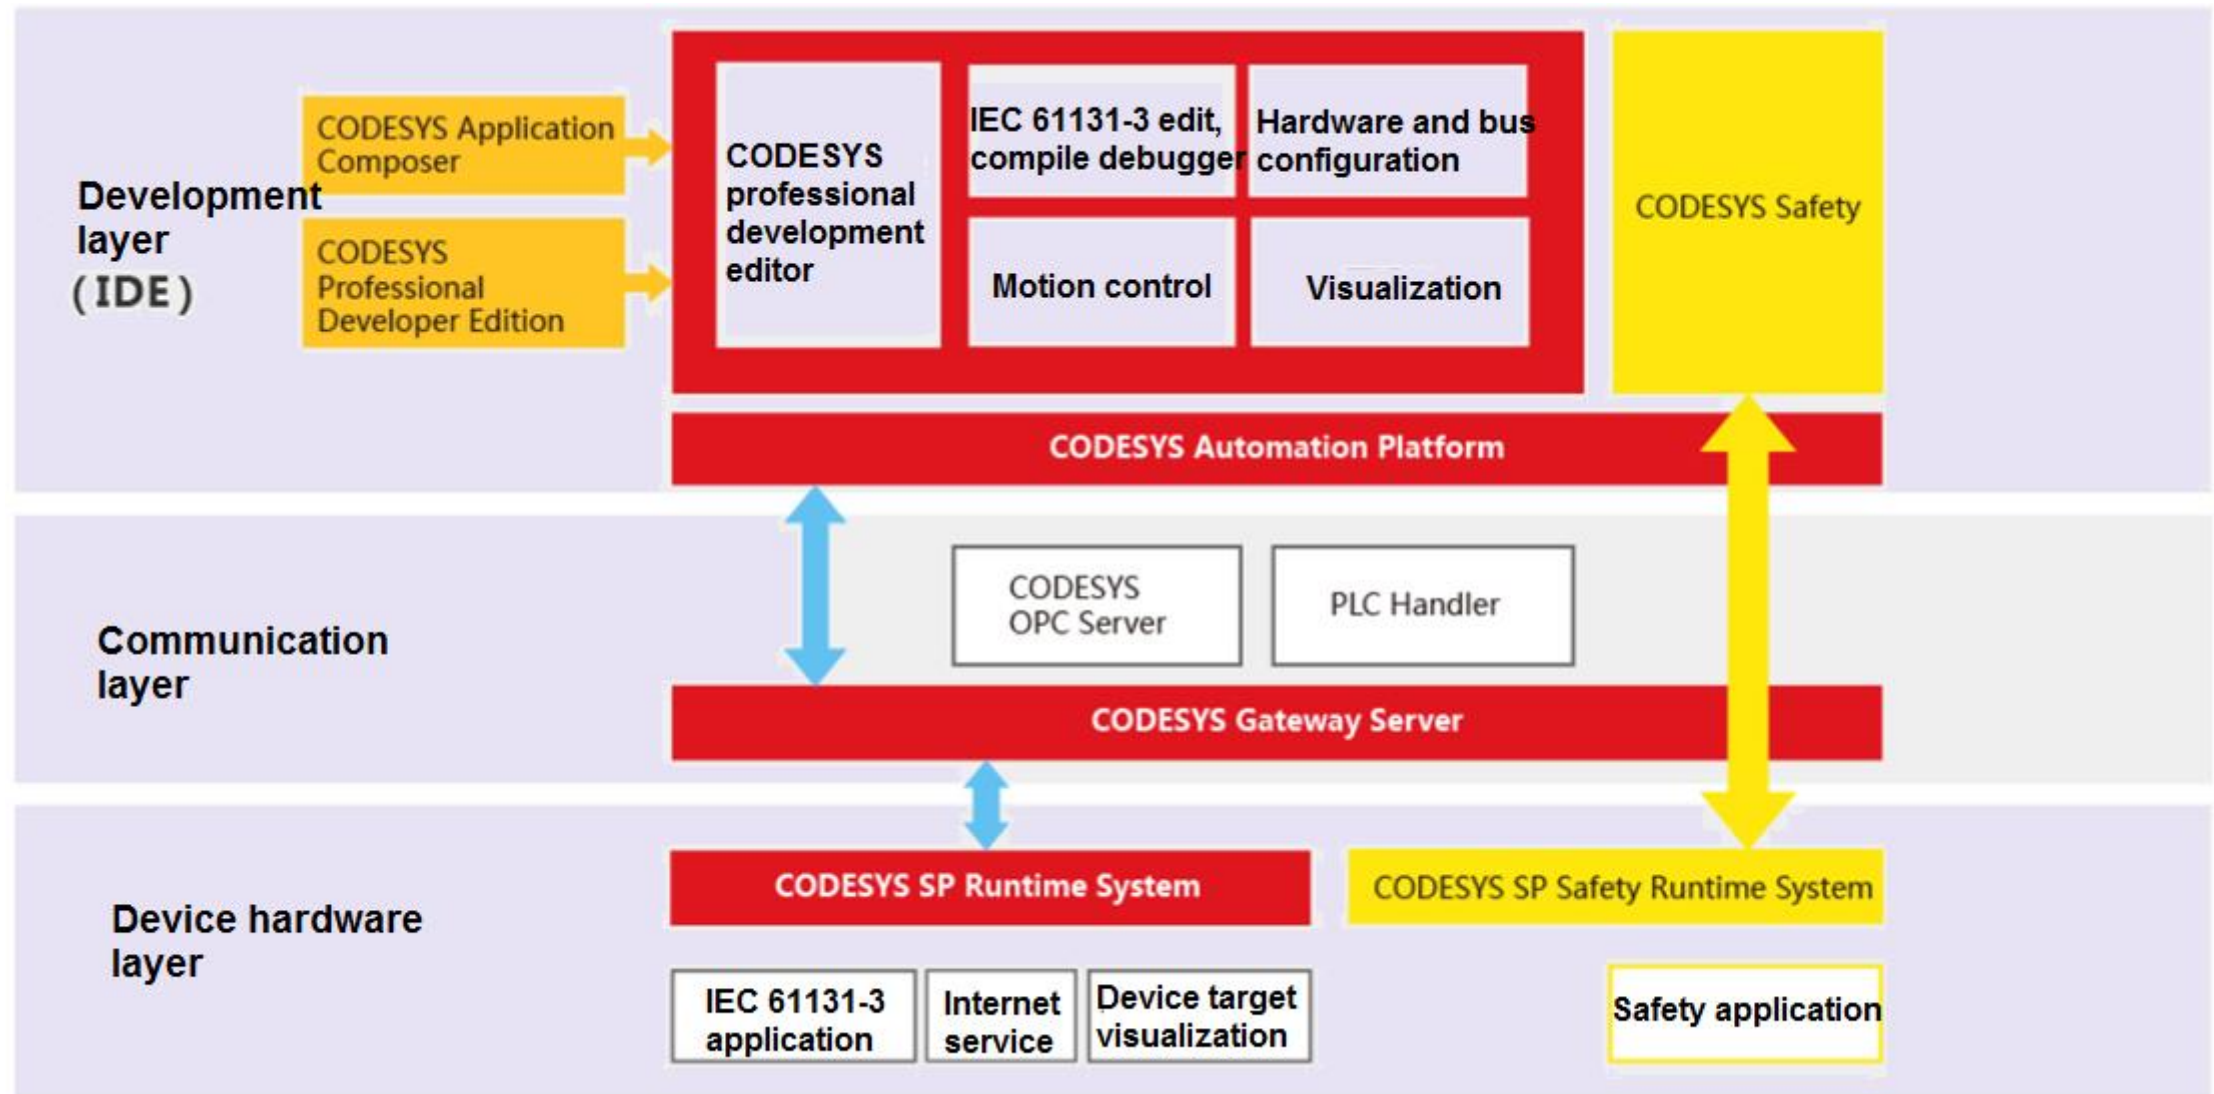 Development
layer
(IDE)
CODESYS Application
Composer
CODESYS
Professional
Developer Edition
CODESYS
professional
development
editor
IEC 61131-3 edit,
compile debugger
Hardware and bus
configuration
Motion control
Visualization
CODESYS Safety
CODESYS Automation Platform
Communication
layer
CODESYS
OPC Server
PLC Handler
CODESYS Gateway Server
Device hardware
layer
CODESYS SP Runtime System
CODESYS SP Safety Runtime System
IEC 61131-3
application
Internet
service
Device target
visualization
Safety application